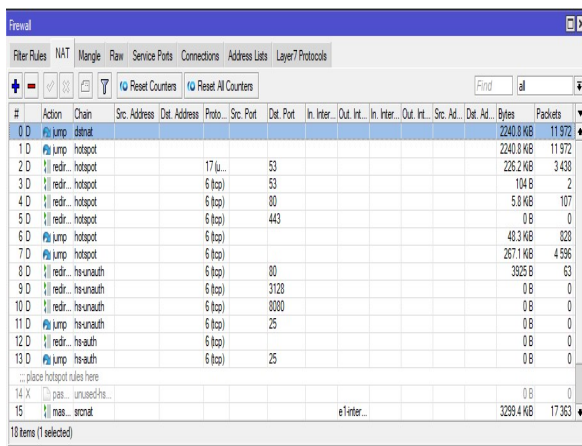 Firewall
Filter Rules NAT Mangle Raw Service Ports Connections Address Lists Layer7 Protocols
Reset Counters Reset All Counters Find all
# Action Chain Src. Address Dst. Address Proto... Src. Port Dst. Port In. Inter... Out. Int... In. Inter... Out. Int... Src. Ad... Dst. Ad... Bytes Packets
0 D jump dstnat 2240.8 KiB 11 972
1 D jump hotspot 2240.8 KiB 11 972
2 D redir... hotspot 17 (u... 53 226.2 KiB 3 438
3 D redir... hotspot 6 (tcp) 53 104 B 2
4 D redir... hotspot 6 (tcp) 80 5.8 KiB 107
5 D redir... hotspot 6 (tcp) 443 0 B 0
6 D jump hotspot 6 (tcp) 48.3 KiB 828
7 D jump hotspot 6 (tcp) 267.1 KiB 4 596
8 D redir... hs-unauth 6 (tcp) 80 3925 B 63
9 D redir... hs-unauth 6 (tcp) 3128 0 B 0
10 D redir... hs-unauth 6 (tcp) 8080 0 B 0
11 D jump hs-unauth 6 (tcp) 25 0 B 0
12 D redir... hs-auth 6 (tcp) 0 B 0
13 D jump hs-auth 6 (tcp) 25 0 B 0
::: place hotspot rules here
14 X pas... unused-hs... 0 B 0
15 mas... srcnat e1-inter... 3299.4 KiB 17 363
18 items (1 selected)